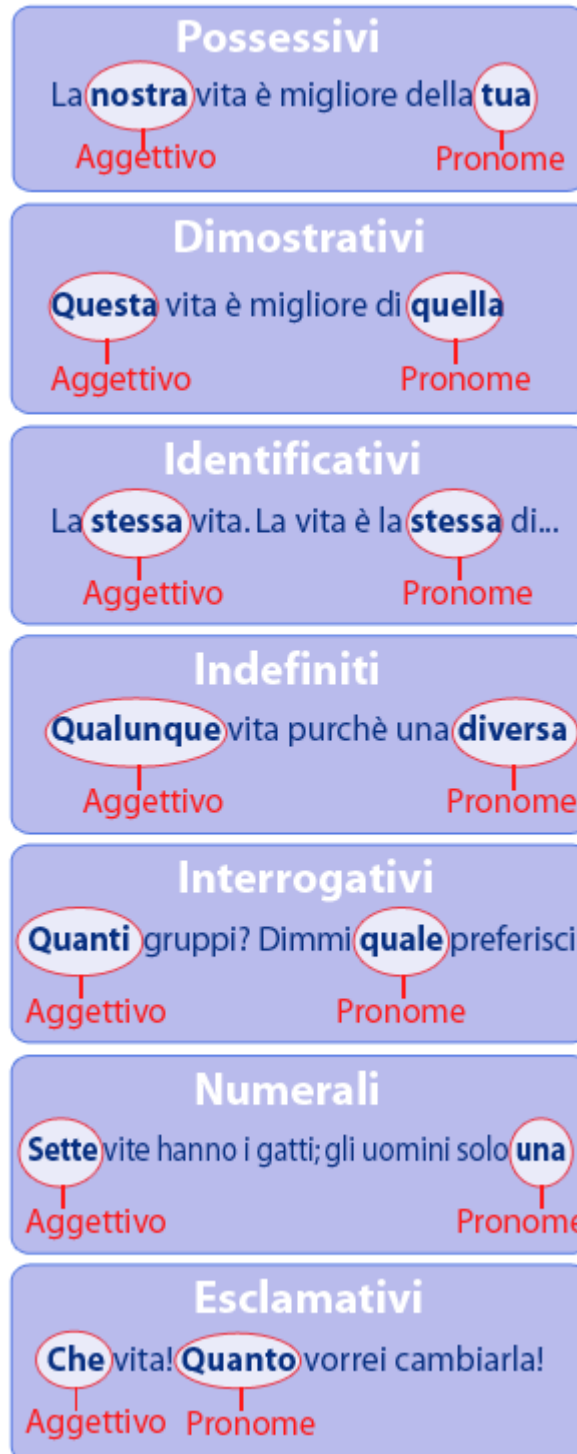 Possessivi
La nostra vita è migliore della tua
Aggettivo Pronome
Dimostrativi
Questa vita è migliore di quella
Aggettivo Pronome
Identificativi
La stessa vita. La vita è la stessa di...
Aggettivo Pronome
Indefiniti
Qualunque vita purchè una diversa
Aggettivo Pronome
Interrogativi
Quanti gruppi? Dimmi quale preferisci
Aggettivo Pronome
Numerali
Sette vite hanno i gatti; gli uomini solo una
Aggettivo Pronome
Esclamativi
Che vita! Quanto vorrei cambiarla!
Aggettivo Pronome